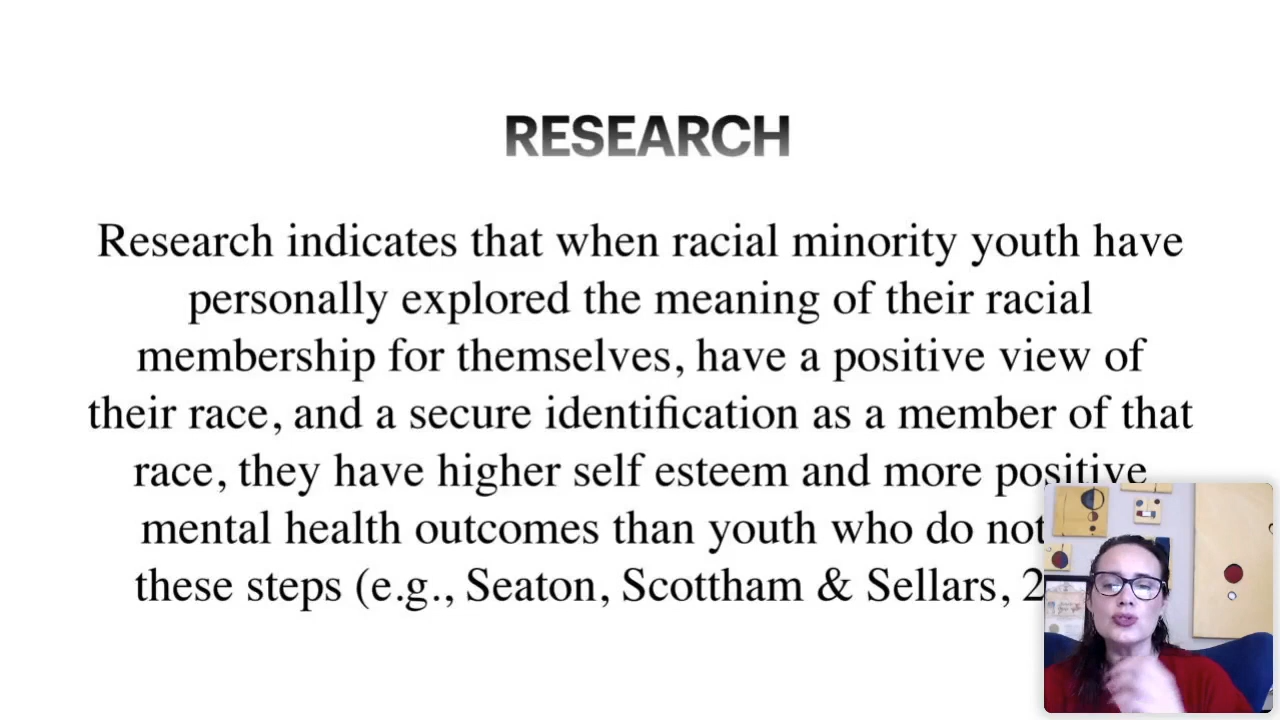 RESEARCH
Research indicates that when racial minority youth have
personally explored the meaning of their racial
membership for themselves, have a positive view of
their race, and a secure identification as a member of that
race, they have higher self esteem and more positive
mental health outcomes than youth who do not
these steps (e.g., Seaton, Scottham & Sellars, 2